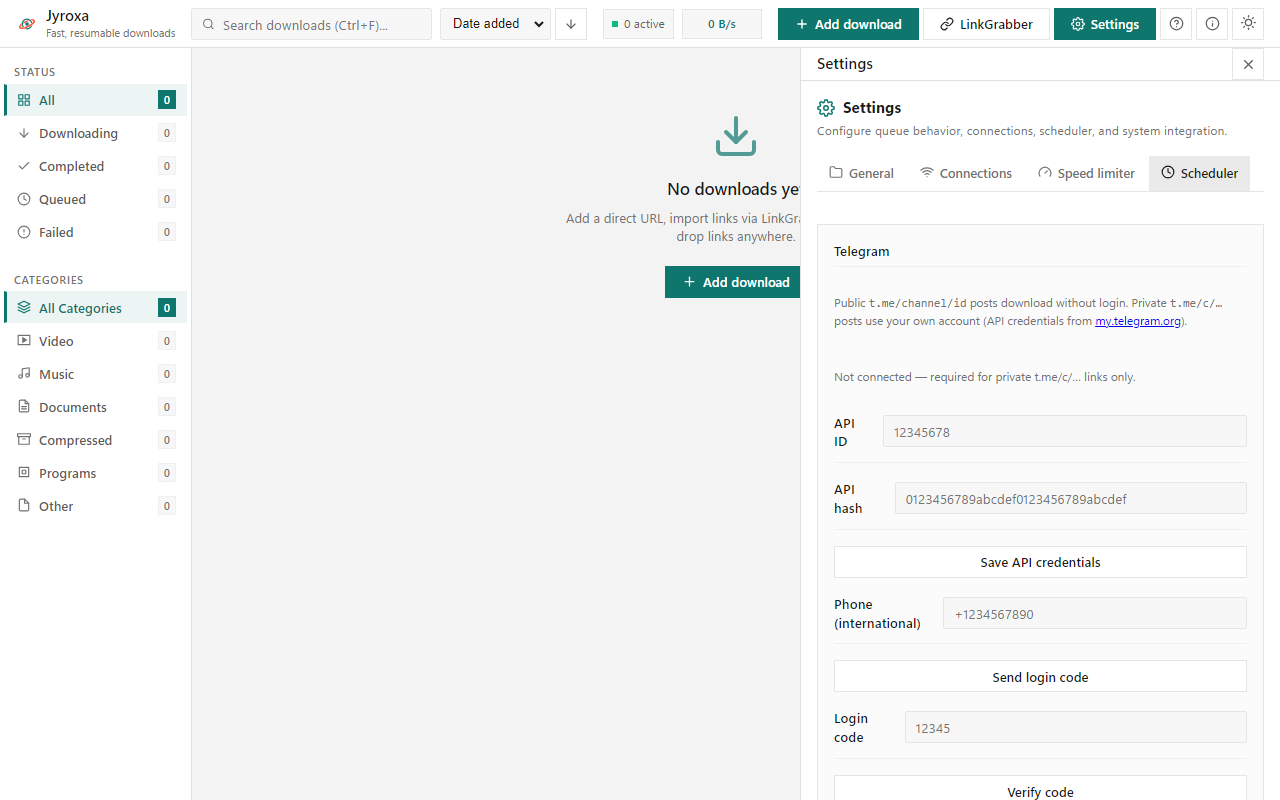 Jyroxa
Fast, resumable downloads
Search downloads (Ctrl+F)...
Date added
0 active
0 B/s
Add download
LinkGrabber
Settings
STATUS
All 0
Downloading 0
Completed 0
Queued 0
Failed 0
CATEGORIES
All Categories 0
Video 0
Music 0
Documents 0
Compressed 0
Programs 0
Other 0
No downloads ye
Add a direct URL, import links via LinkGra
drop links anywhere.
Add download
Settings
Settings
Configure queue behavior, connections, scheduler, and system integration.
General
Connections
Speed limiter
Scheduler
Telegram
Public t.me/channel/id posts download without login. Private t.me/c/…
posts use your own account (API credentials from my.telegram.org).
Not connected — required for private t.me/c/… links only.
API
ID
12345678
API
hash
0123456789abcdef0123456789abcdef
Save API credentials
Phone
(international)
+1234567890
Send login code
Login
code
12345
Verify code